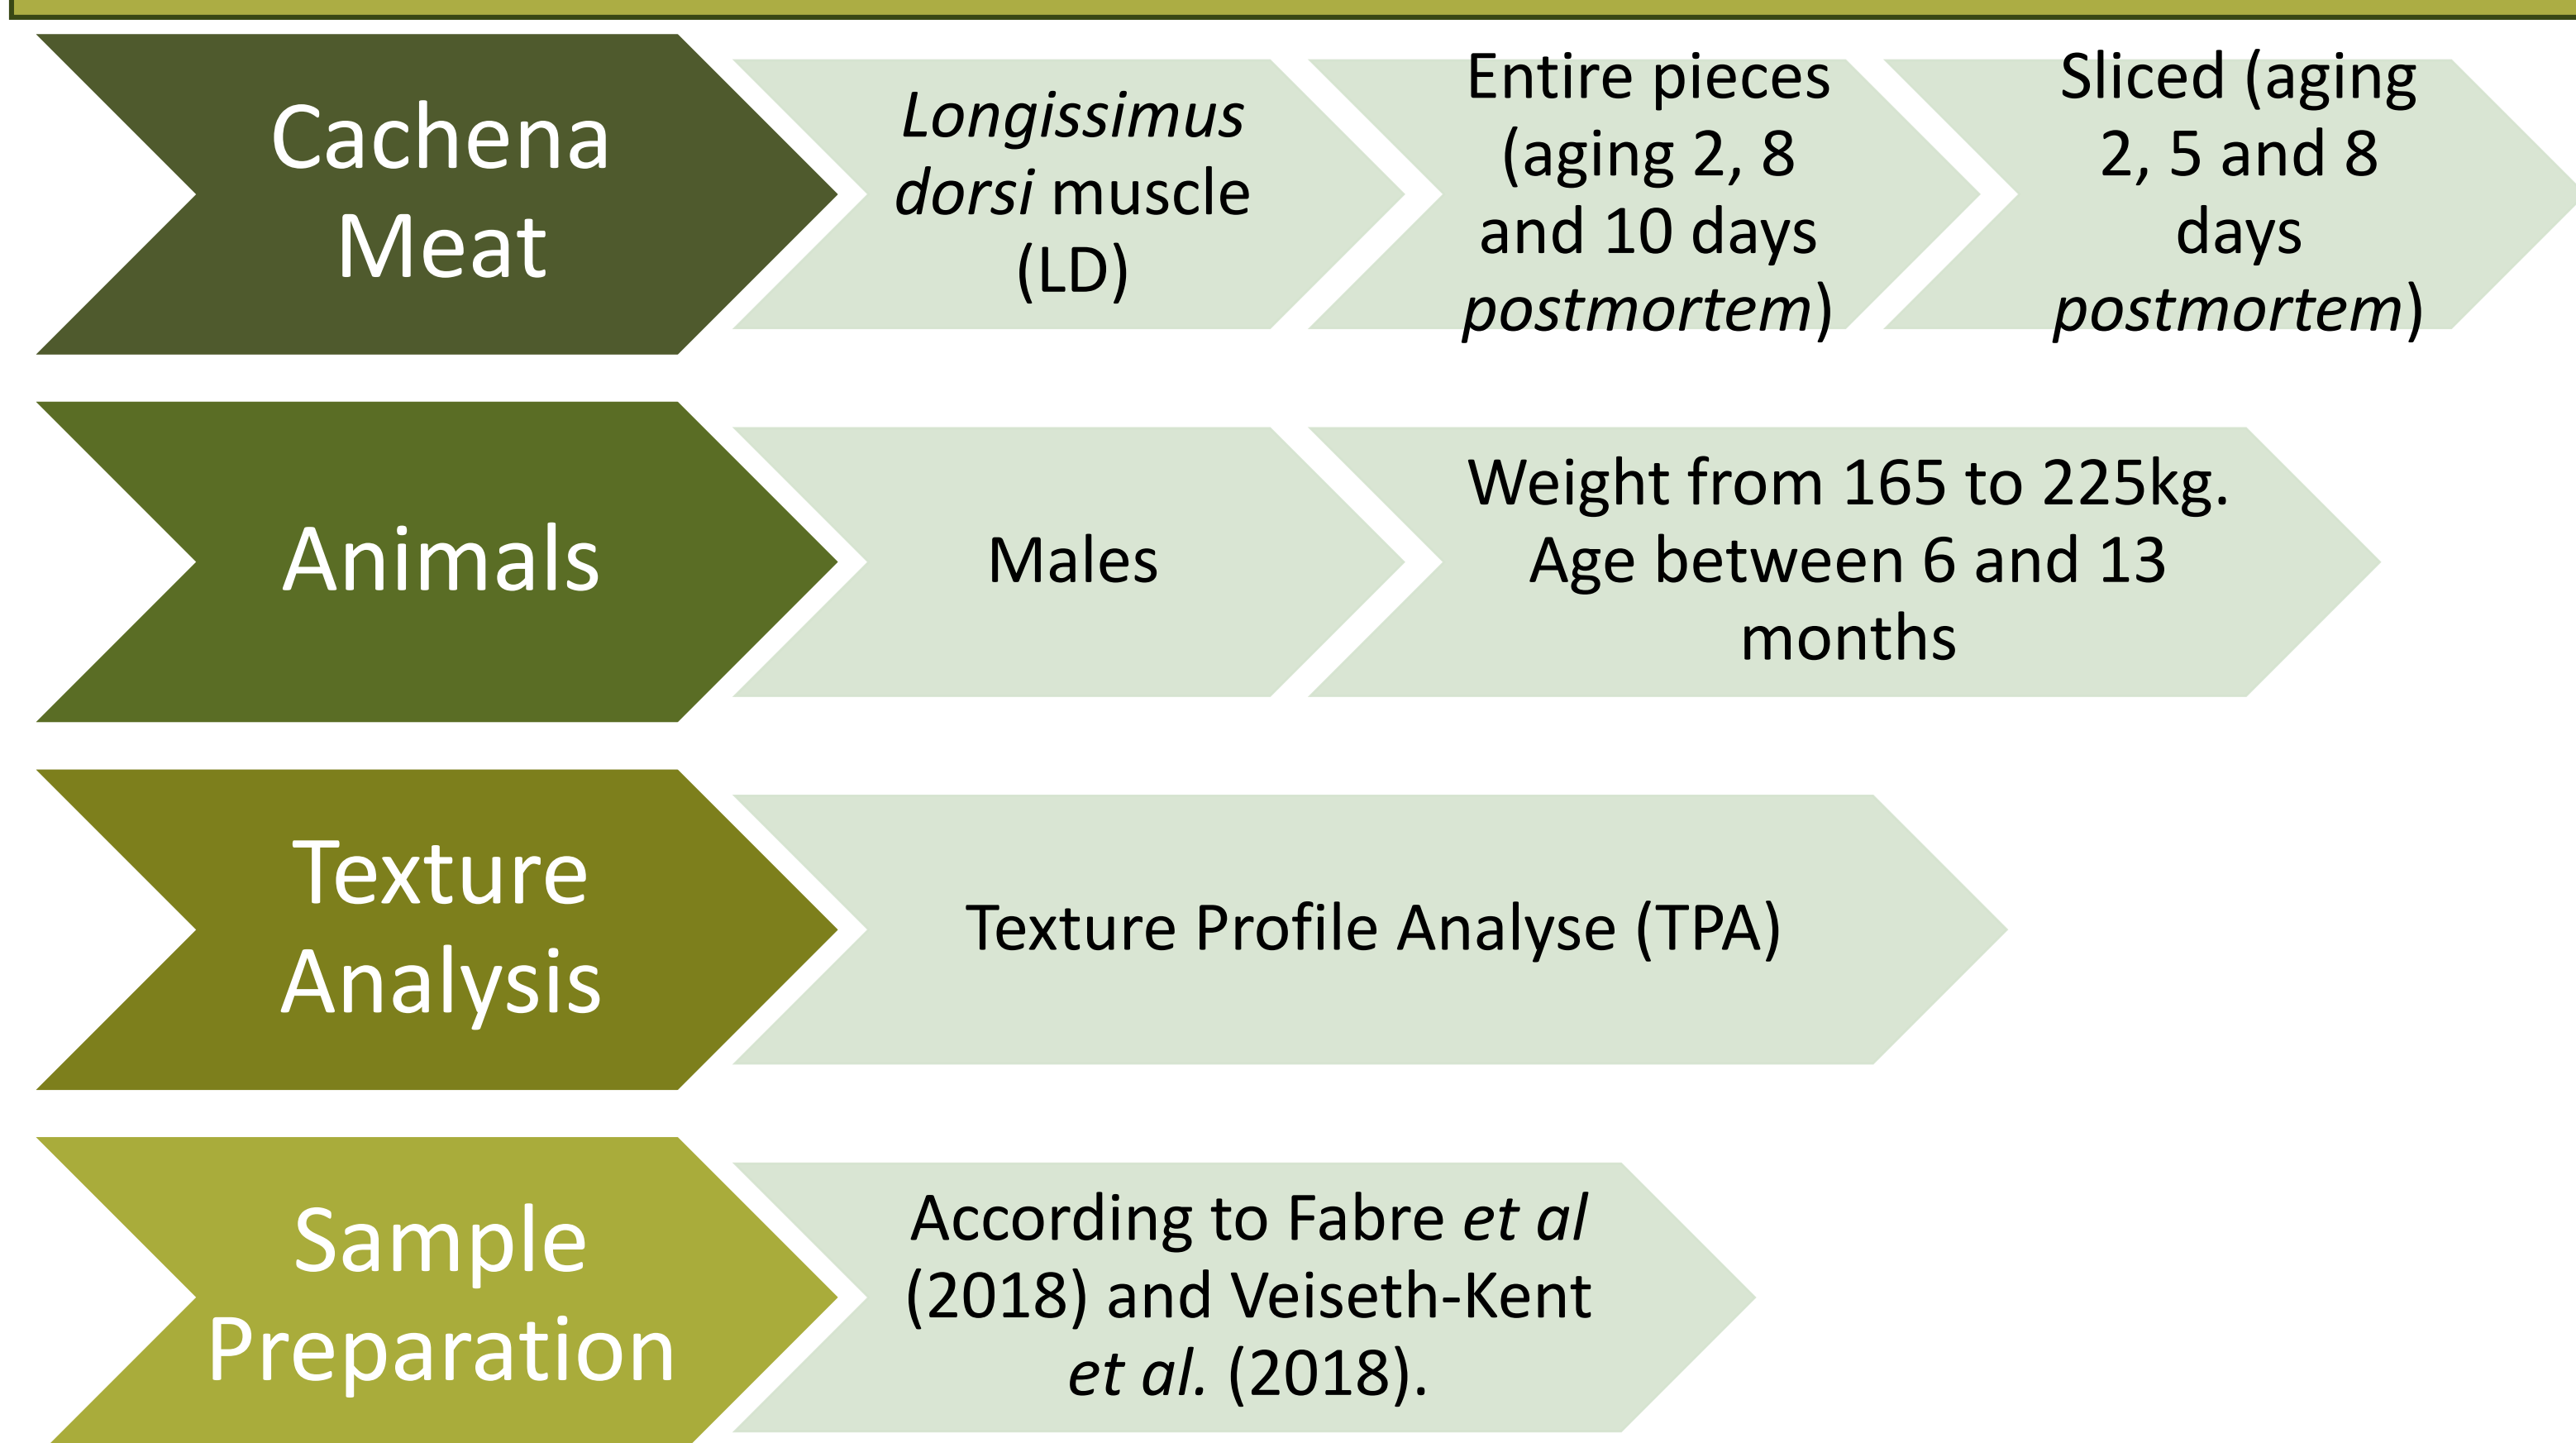 Cachena
Meat
Longissimus
dorsi muscle
(LD)
Entire pieces
(aging 2, 8
and 10 days
postmortem)
Sliced (aging
2, 5 and 8
days
postmortem)
Animals
Males
Weight from 165 to 225kg.
Age between 6 and 13
months
Texture
Analysis
Texture Profile Analyse (TPA)
Sample
Preparation
According to Fabre et al
(2018) and Veiseth-Kent
et al. (2018).